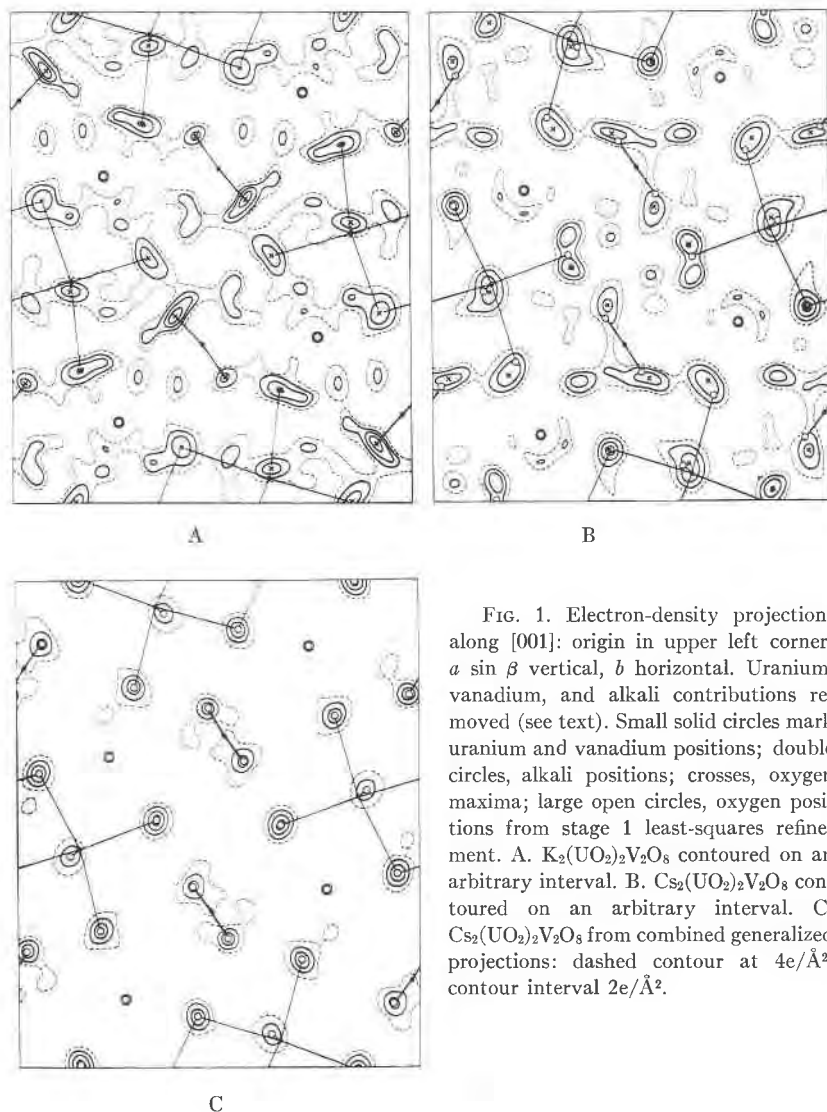 A
B
FIG. 1. Electron-density projection
along [001]: origin in upper left corner
a sin β vertical, b horizontal. Uranium
vanadium, and alkali contributions re-
moved (see text). Small solid circles mark
uranium and vanadium positions; double
circles, alkali positions; crosses, oxygen
maxima; large open circles, oxygen posi-
tions from stage 1 least-squares refine-
ment. A. K₂(UO₂)₂V₂O₈ contoured on an
arbitrary interval. B. Cs₂(UO₂)₂V₂O₈ con-
toured on an arbitrary interval. C
Cs₂(UO₂)₂V₂O₈ from combined generalized
projections: dashed contour at 4e/Å²
contour interval 2e/Å².
C